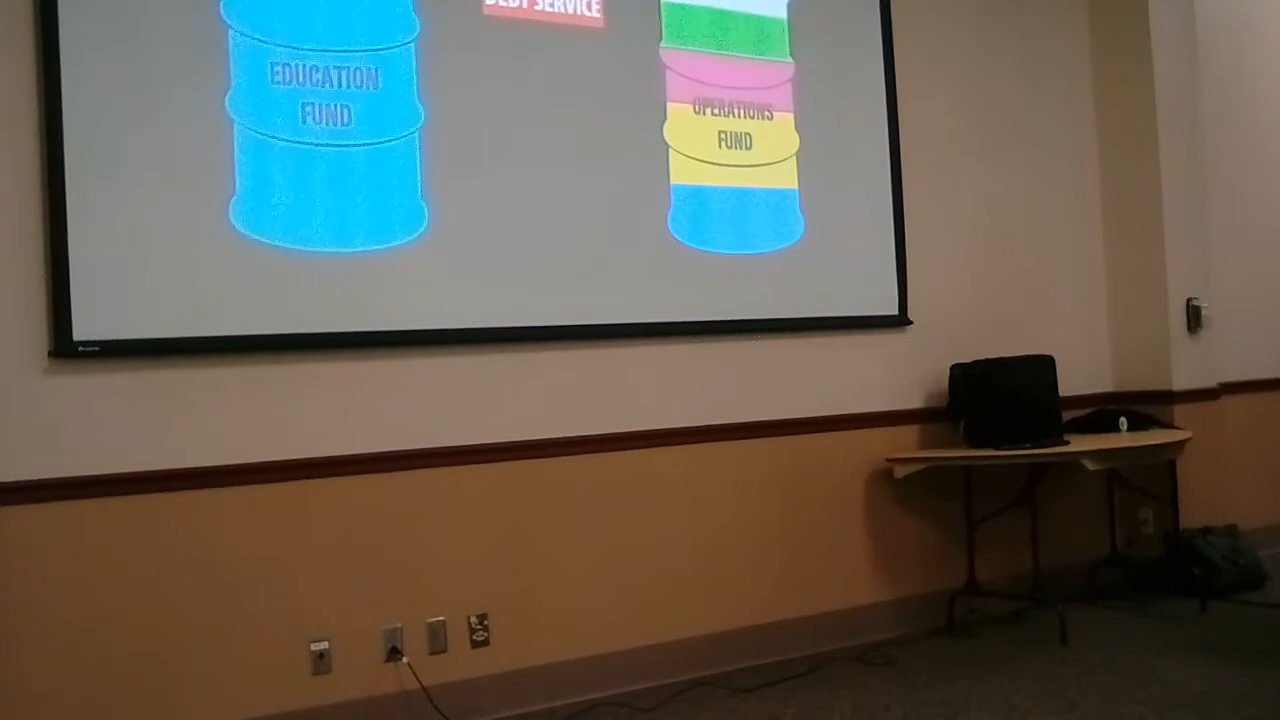 DEBT SERVICE
EDUCATION
FUND
OPERATIONS
FUND